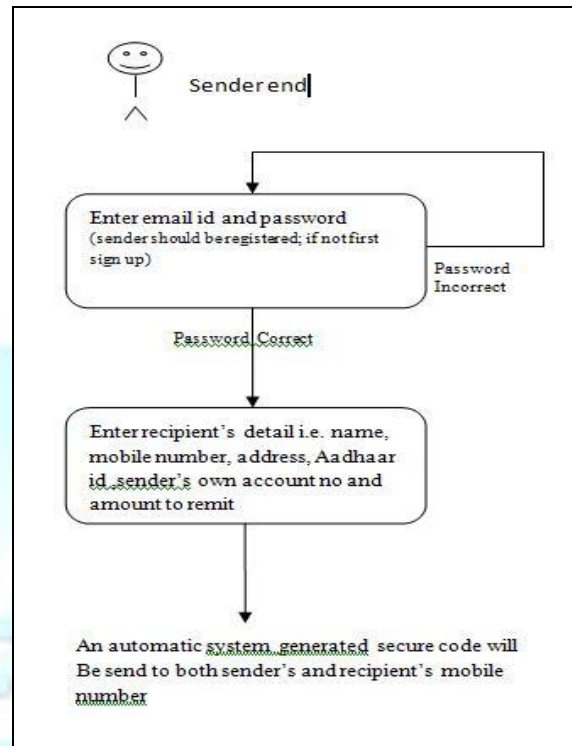 Sender end
Enter email id and password
(sender should be registered; if not first
sign up)
Password
Incorrect
Password Correct
Enter recipient's detail i.e. name,
mobile number, address, Aadhaar
id ,sender's own account no and
amount to remit
An automatic system generated secure code will
Be send to both sender's and recipient's mobile
number